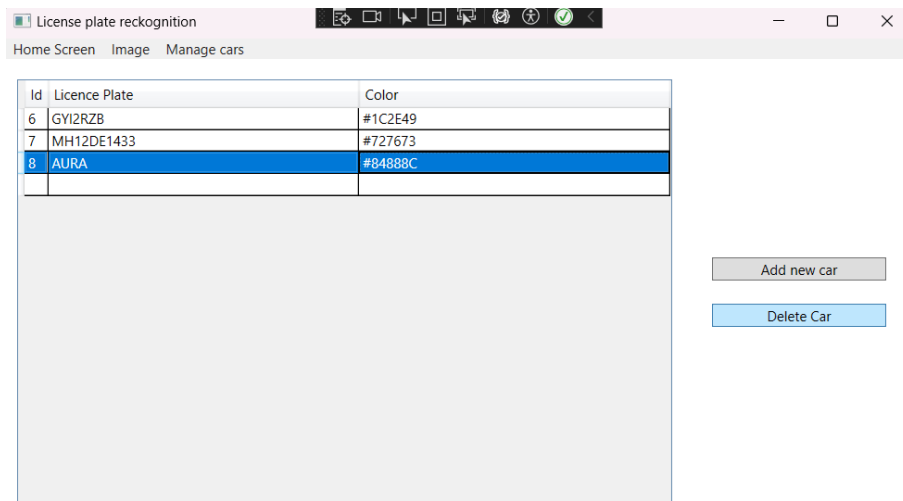 License plate reckognition
Home Screen Image Manage cars
Id Licence Plate Color
6 GYI2RZB #1C2E49
7 MH12DE1433 #727673
8 AURA #84888C
Add new car
Delete Car